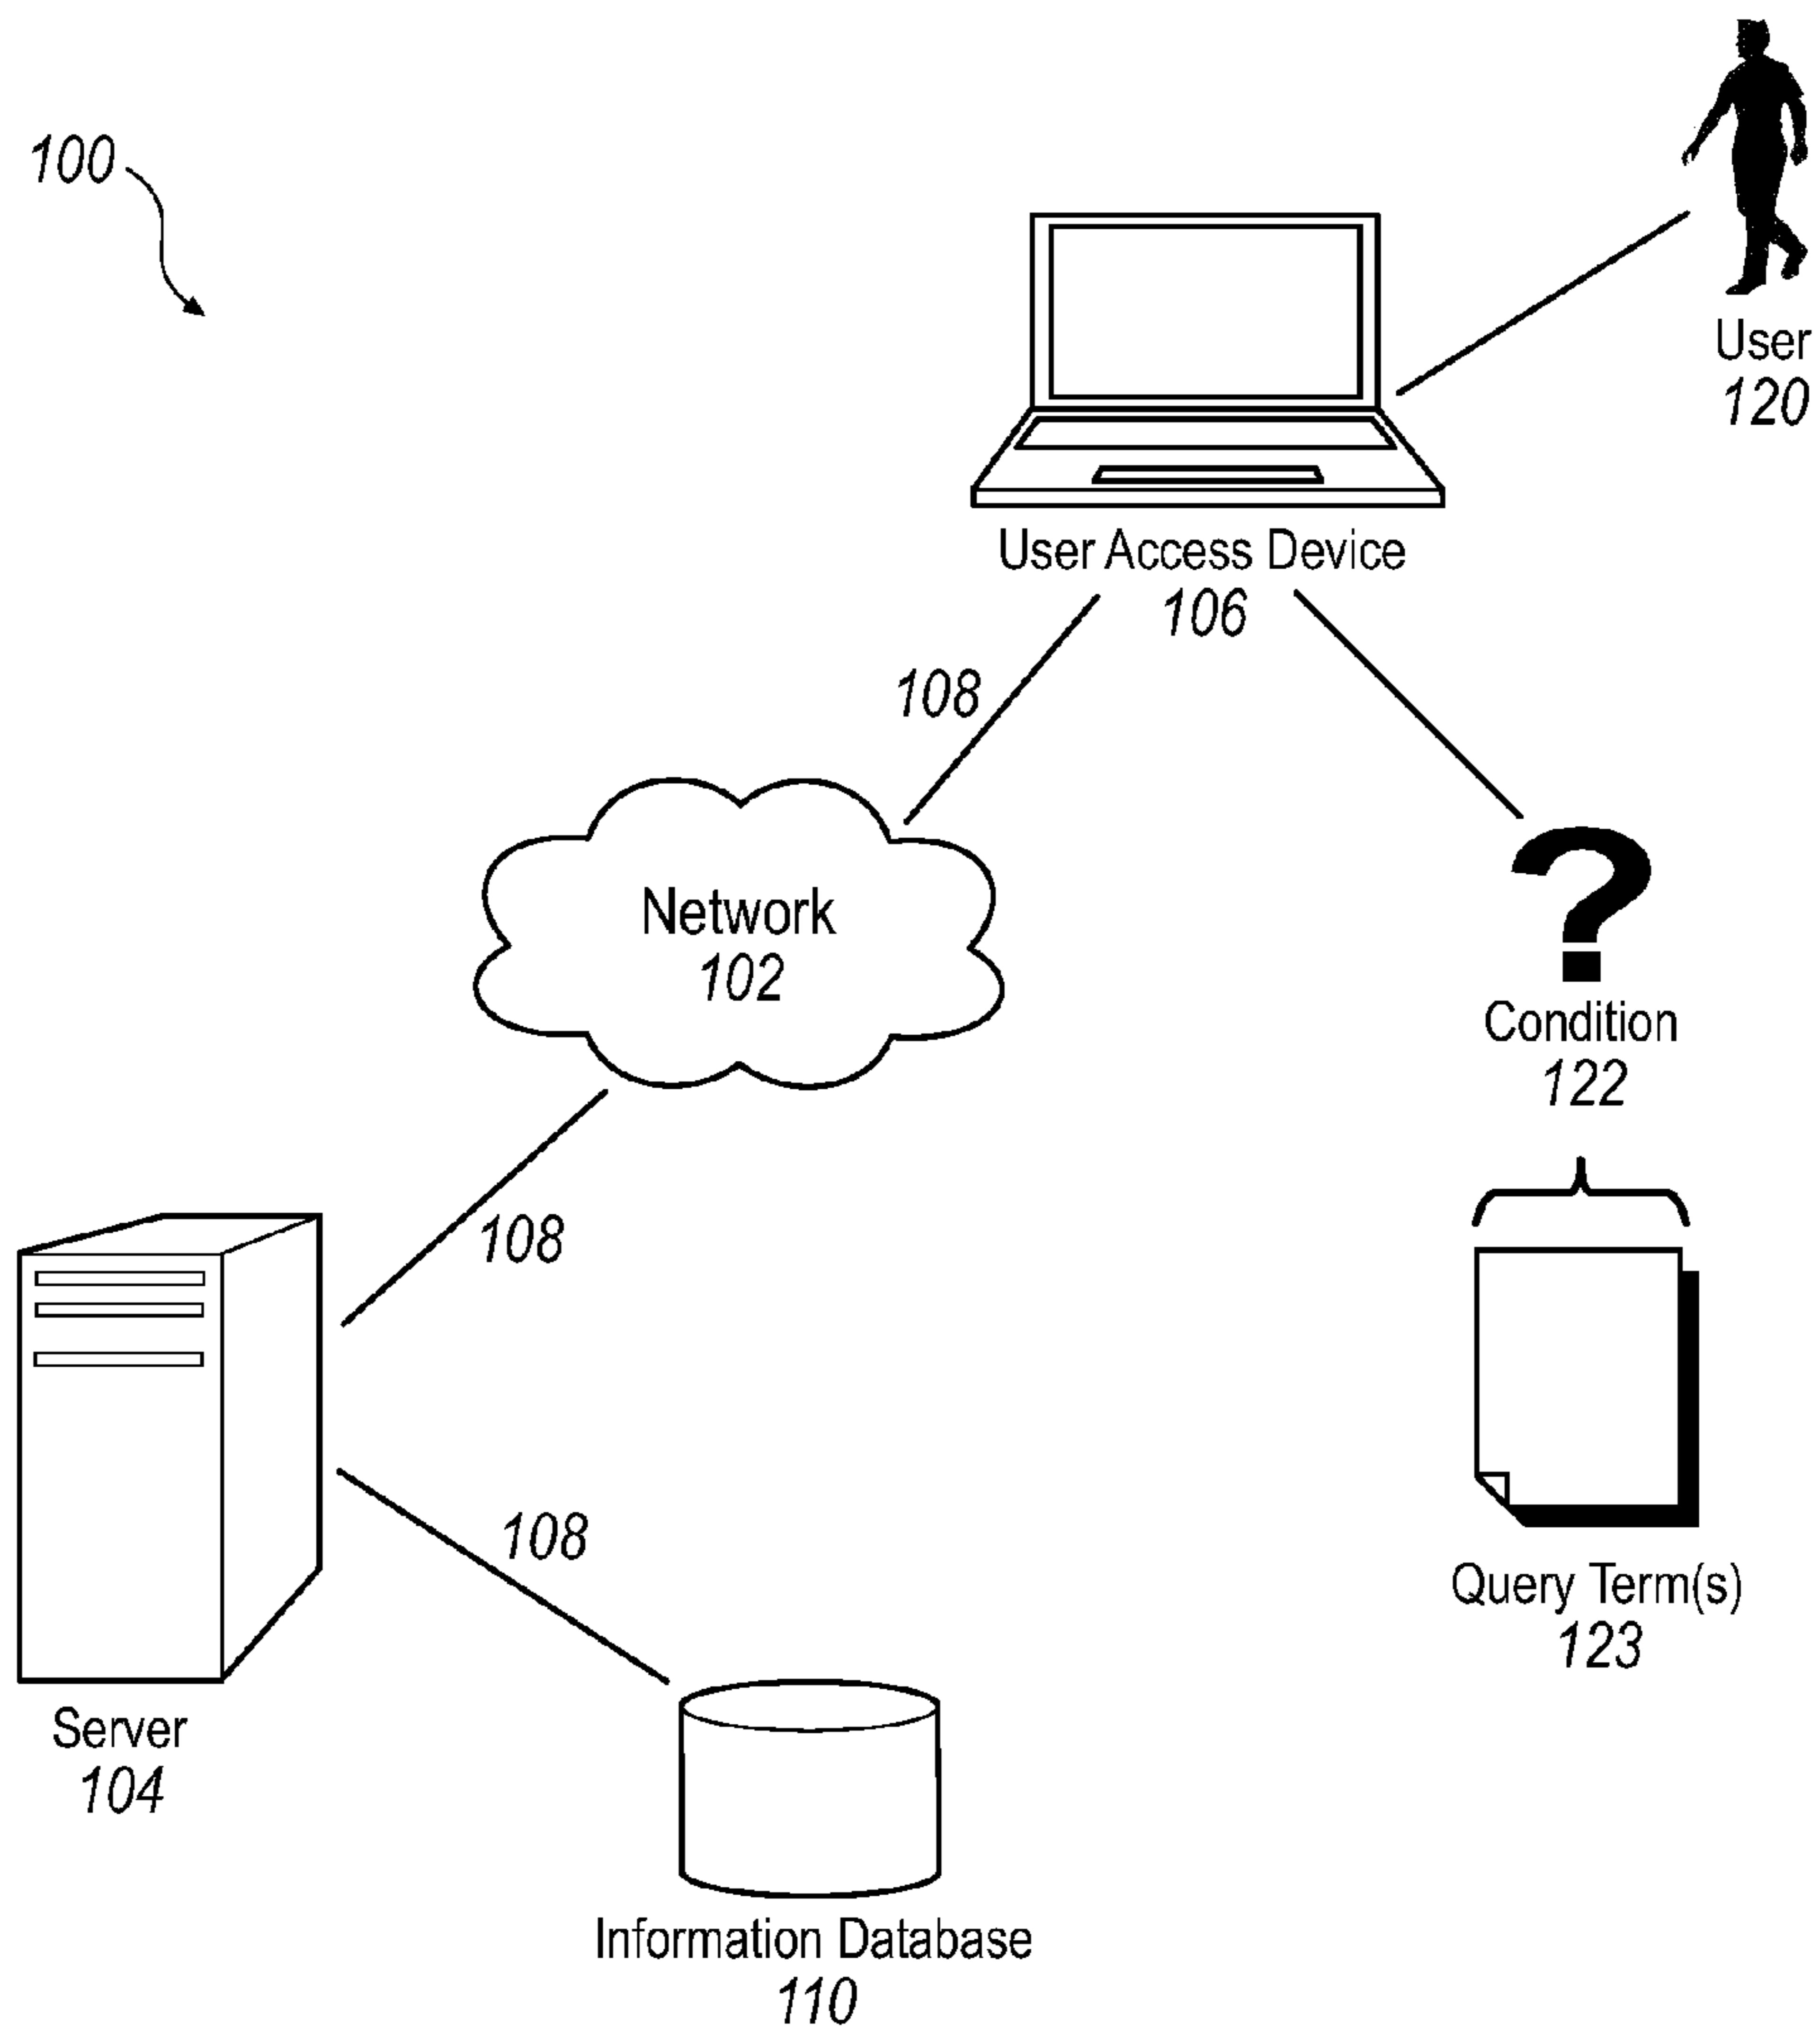 100
User
120
User Access Device
106
108
Network
102
Condition
122
108
108
Query Term(s)
123
Server
104
Information Database
110